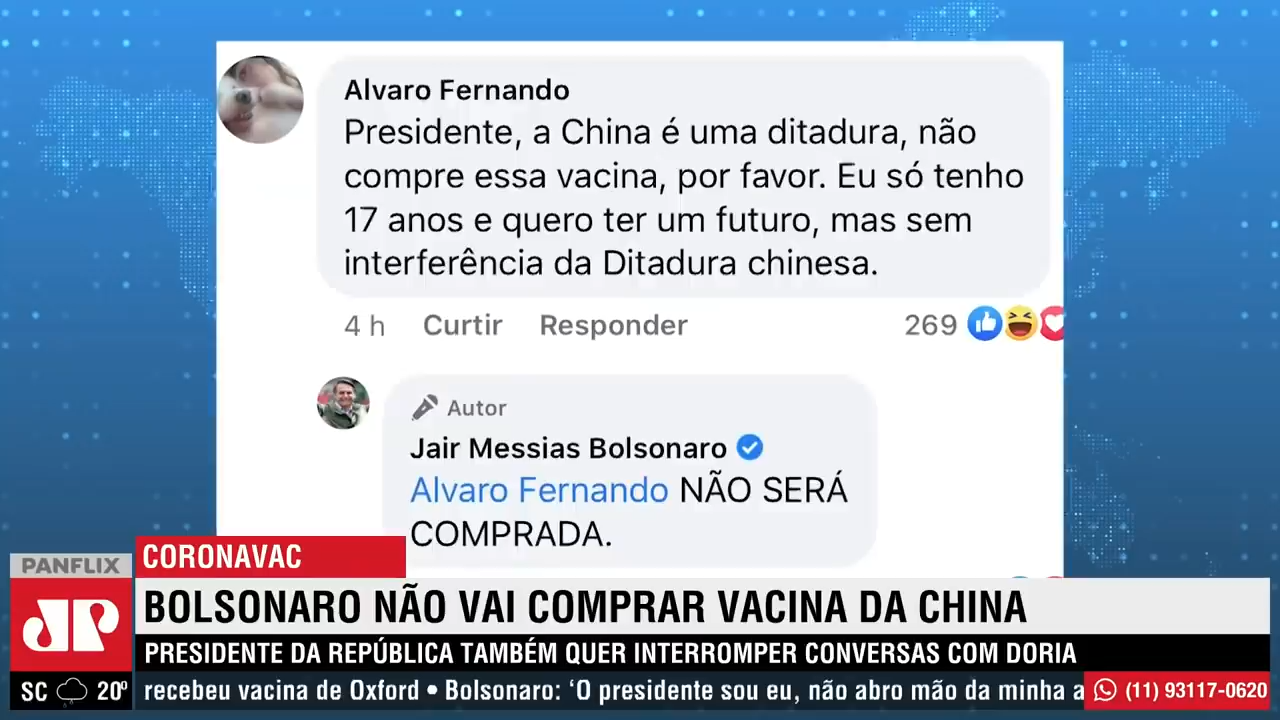 Alvaro Fernando
Presidente, a China é uma ditadura, não
compre essa vacina, por favor. Eu só tenho
17 anos e quero ter um futuro, mas sem
interferência da Ditadura chinesa.
4 h Curtir Responder 269
Autor
Jair Messias Bolsonaro
Alvaro Fernando NÃO SERÁ
COMPRADA.
PANFLIX
JP
CORONAVAC
BOLSONARO NÃO VAI COMPRAR VACINA DA CHINA
PRESIDENTE DA REPÚBLICA TAMBÉM QUER INTERROMPER CONVERSAS COM DORIA
SC 20º recebeu vacina de Oxford • Bolsonaro: ‘O presidente sou eu, não abro mão da minha a (11) 93117-0620